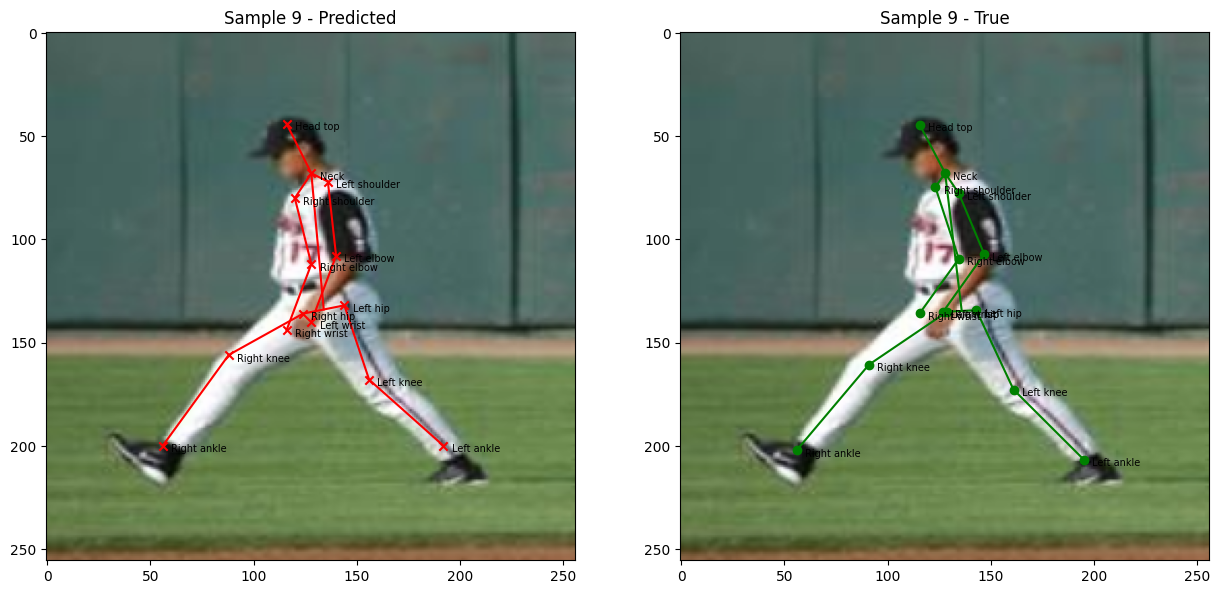 Sample 9 - Predicted
0
50
100
150
200
250
0 50 100 150 200 250
Head top
Neck
Left shoulder
Right shoulder
Left elbow
Right elbow
Left hip
Right hip
Left wrist
Right wrist
Right knee
Left knee
Right ankle
Left ankle
17
Sample 9 - True
0
50
100
150
200
250
0 50 100 150 200 250
Head top
Neck
Right shoulder
Left shoulder
Left elbow
Right elbow
Right wrist
Left hip
Right knee
Left knee
Right ankle
Left ankle
17